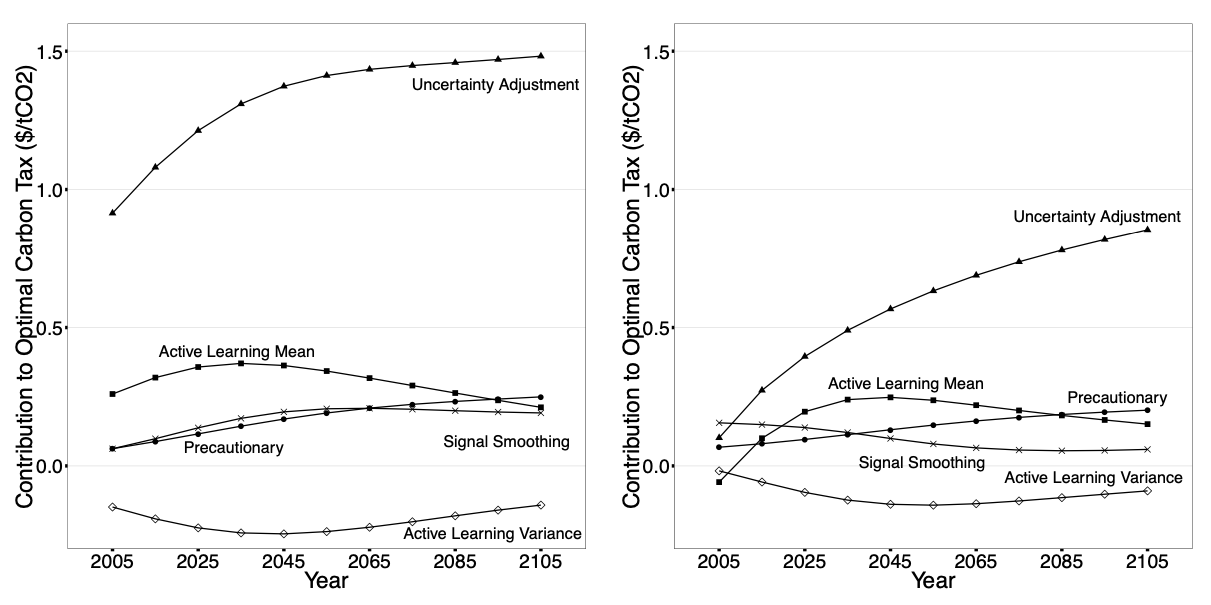 Contribution to Optimal Carbon Tax ($/tCO2)
1.5
1.0
0.5
0.0
Uncertainty Adjustment
Active Learning Mean
Precautionary
Signal Smoothing
Active Learning Variance
2005 2025 2045 2065 2085 2105
Year
Contribution to Optimal Carbon Tax ($/tCO2)
1.5
1.0
0.5
0.0
Uncertainty Adjustment
Active Learning Mean
Precautionary
Signal Smoothing
Active Learning Variance
2005 2025 2045 2065 2085 2105
Year